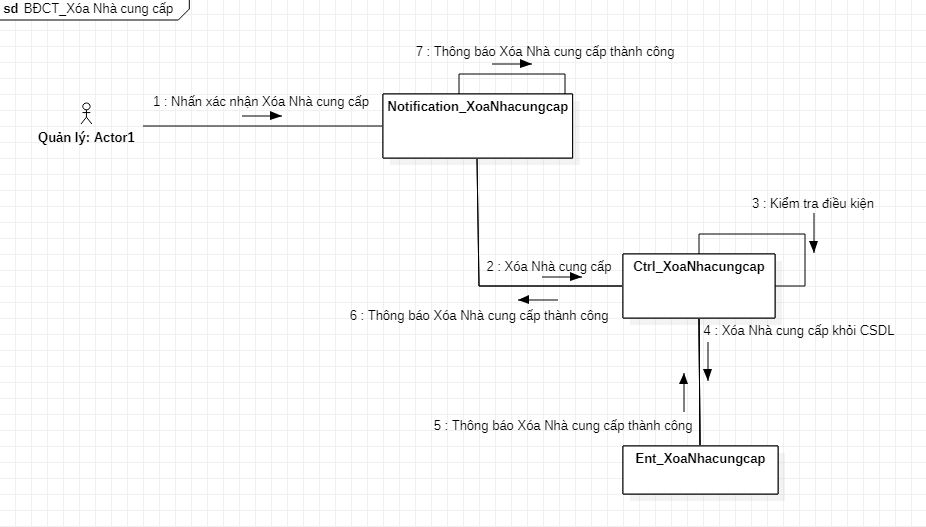 sd BĐCT_Xóa Nhà cung cấp
7 : Thông báo Xóa Nhà cung cấp thành công
1 : Nhấn xác nhận Xóa Nhà cung cấp
Notification_XoaNhacungcap
Quản lý: Actor1
3 : Kiểm tra điều kiện
2 : Xóa Nhà cung cấp
Ctrl_XoaNhacungcap
6 : Thông báo Xóa Nhà cung cấp thành công
4 : Xóa Nhà cung cấp khỏi CSDL
5 : Thông báo Xóa Nhà cung cấp thành công
Ent_XoaNhacungcap